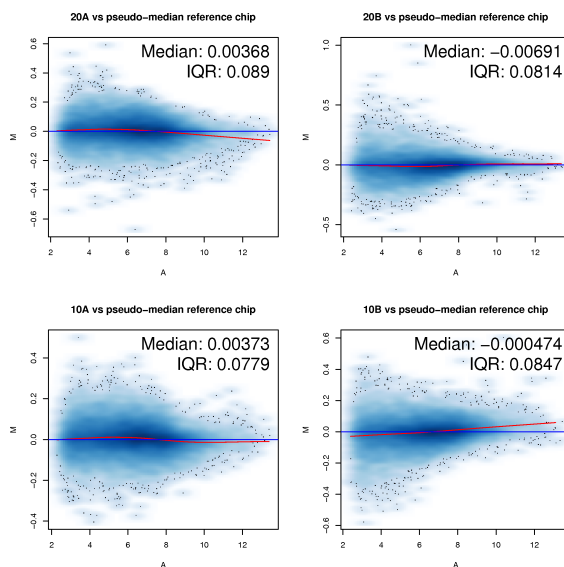 20A vs pseudo−median reference chip
Median: 0.00368
IQR: 0.089
M
0.6
0.4
0.2
0.0
−0.2
−0.4
−0.6
2 4 6 8 10 12
A
20B vs pseudo−median reference chip
Median: −0.00691
IQR: 0.0814
M
1.0
0.5
0.0
−0.5
2 4 6 8 10 12
A
10A vs pseudo−median reference chip
Median: 0.00373
IQR: 0.0779
M
0.4
0.2
0.0
−0.2
−0.4
2 4 6 8 10 12
A
10B vs pseudo−median reference chip
Median: −0.000474
IQR: 0.0847
M
0.6
0.4
0.2
0.0
−0.2
−0.4
−0.6
2 4 6 8 10 12
A